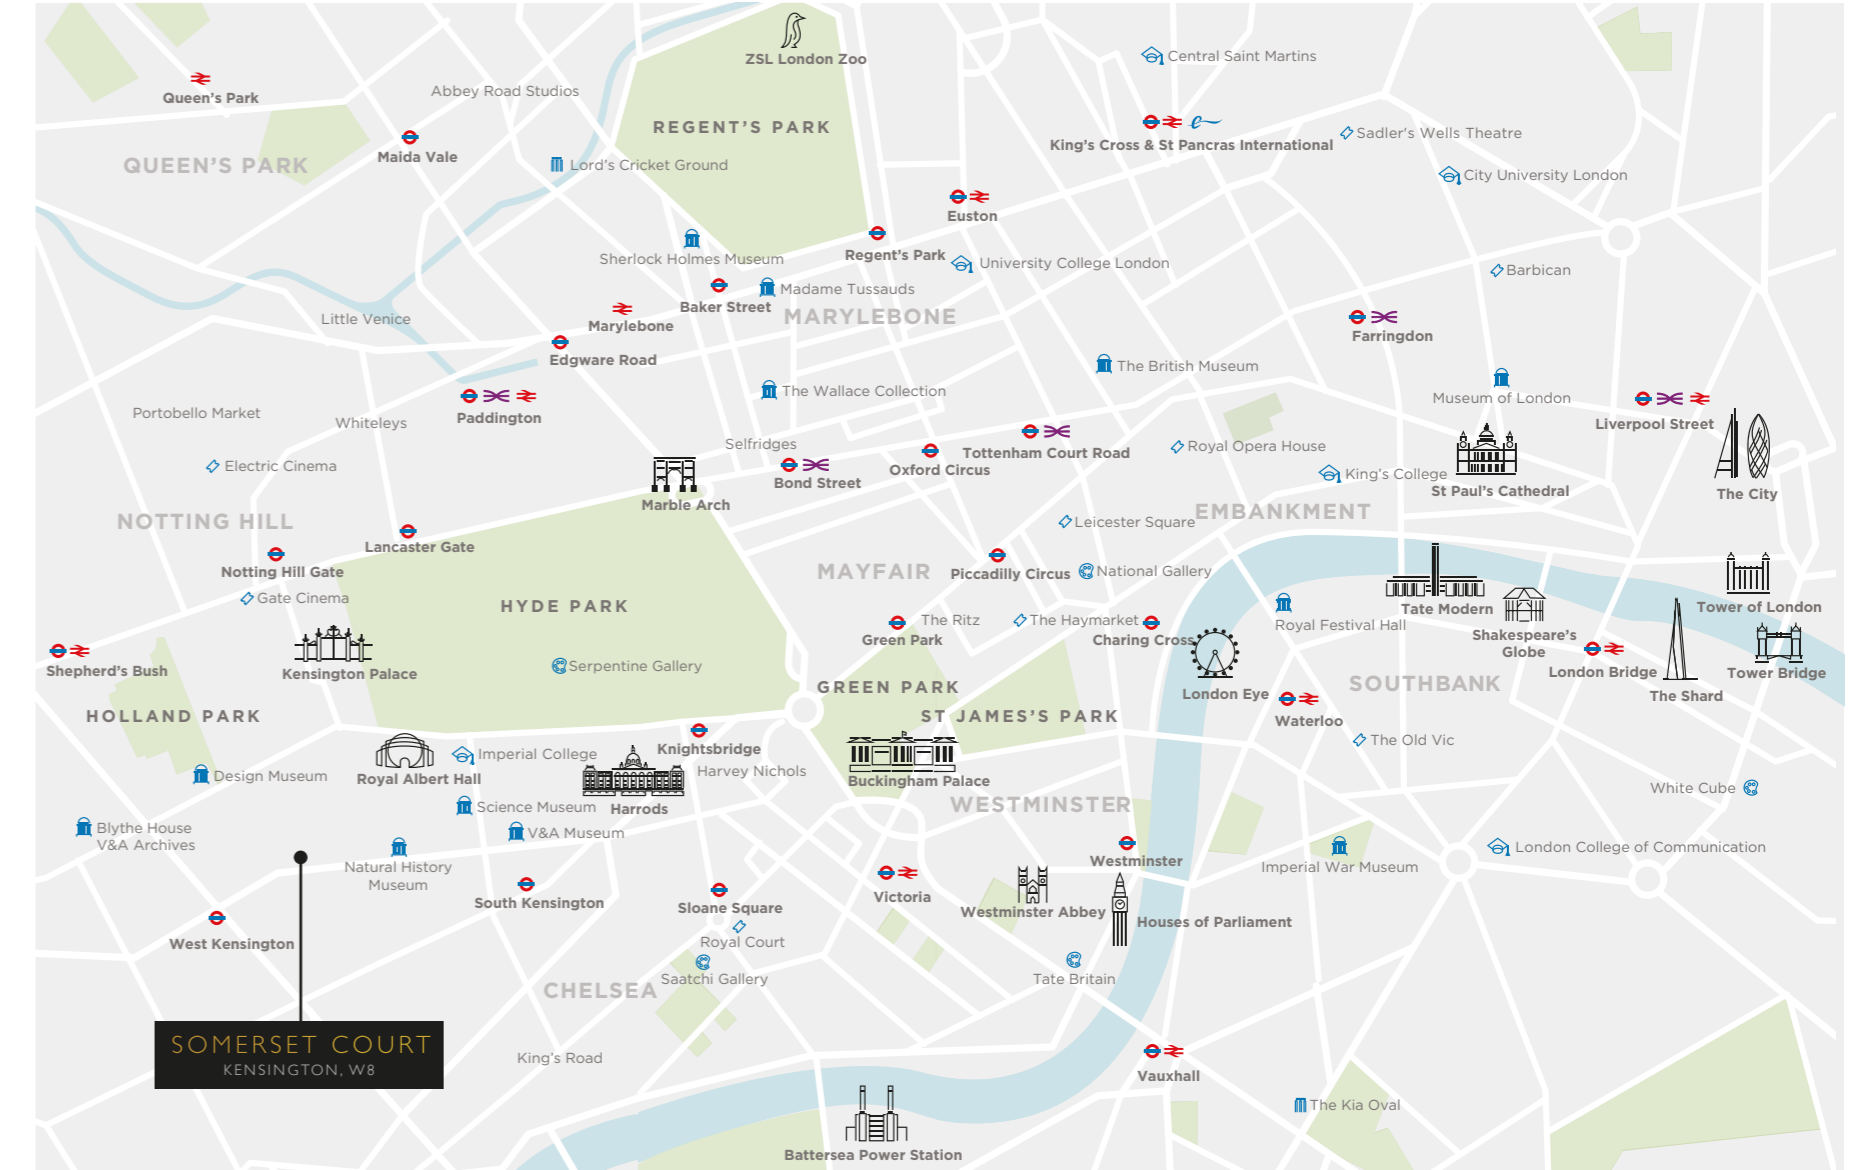 ZSL London Zoo
Central Saint Martins
Queen's Park
Abbey Road Studios
REGENT'S PARK
King's Cross & St Pancras International
Sadler's Wells Theatre
Maida Vale
QUEEN'S PARK
Lord's Cricket Ground
City University London
Euston
Sherlock Holmes Museum
Regent's Park
University College London
Barbican
Madame Tussauds
Baker Street
MARYLEBONE
Little Venice
Marylebone
Farringdon
Edgware Road
The British Museum
The Wallace Collection
Museum of London
Portobello Market
Whiteleys
Paddington
Liverpool Street
Selfridges
Tottenham Court Road
Royal Opera House
Electric Cinema
Oxford Circus
King's College
Bond Street
St Paul's Cathedral
The City
Marble Arch
EMBANKMENT
NOTTING HILL
Leicester Square
Lancaster Gate
Notting Hill Gate
MAYFAIR
Piccadilly Circus
National Gallery
Gate Cinema
HYDE PARK
Tate Modern
Tower of London
The Ritz
The Haymarket
Royal Festival Hall
Green Park
Charing Cross
Shakespeare's
Globe
Shepherd's Bush
Kensington Palace
Serpentine Gallery
London Bridge
Tower Bridge
GREEN PARK
London Eye
SOUTHBANK
The Shard
HOLLAND PARK
ST JAMES'S PARK
Waterloo
Imperial College
Knightsbridge
The Old Vic
Design Museum
Royal Albert Hall
Harvey Nichols
Buckingham Palace
White Cube
Science Museum
Harrods
WESTMINSTER
Blythe House
V&A Archives
V&A Museum
Natural History
Museum
Westminster
Imperial War Museum
London College of Communication
South Kensington
Sloane Square
Victoria
Westminster Abbey
Houses of Parliament
West Kensington
Royal Court
Saatchi Gallery
Tate Britain
CHELSEA
SOMERSET COURT
KENSINGTON, W8
King's Road
Vauxhall
The Kia Oval
Battersea Power Station